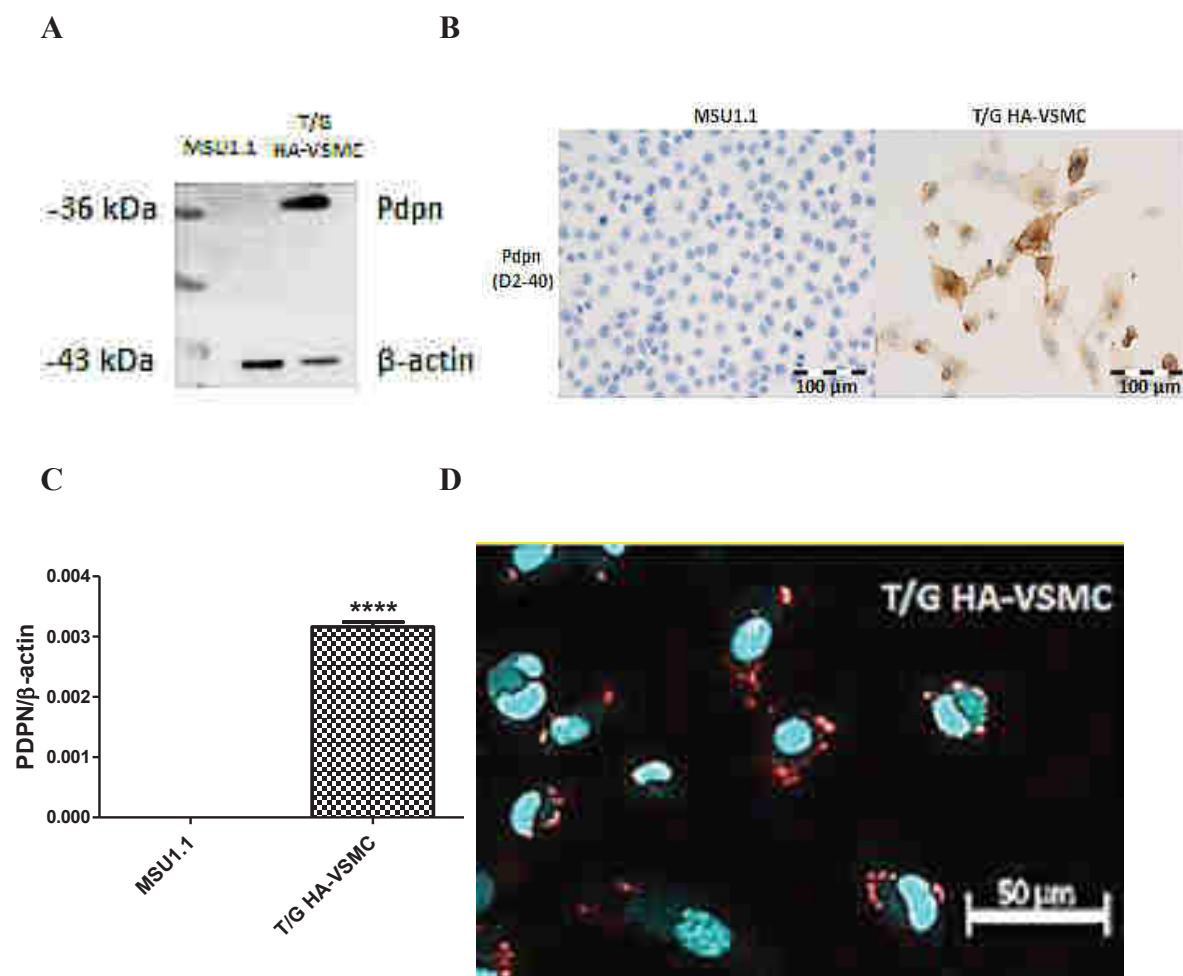 A
B
T/G
MSU1.1 HA-VSMC
-36 kDa
Pdpn
-43 kDa
β-actin
MSU1.1
T/G HA-VSMC
Pdpn
(D2-40)
100 µm
100 µm
C
D
PDPN/β-actin
0.004
0.003
0.002
0.001
0.000
****
MSU1.1
T/G HA-VSMC
T/G HA-VSMC
50 µm